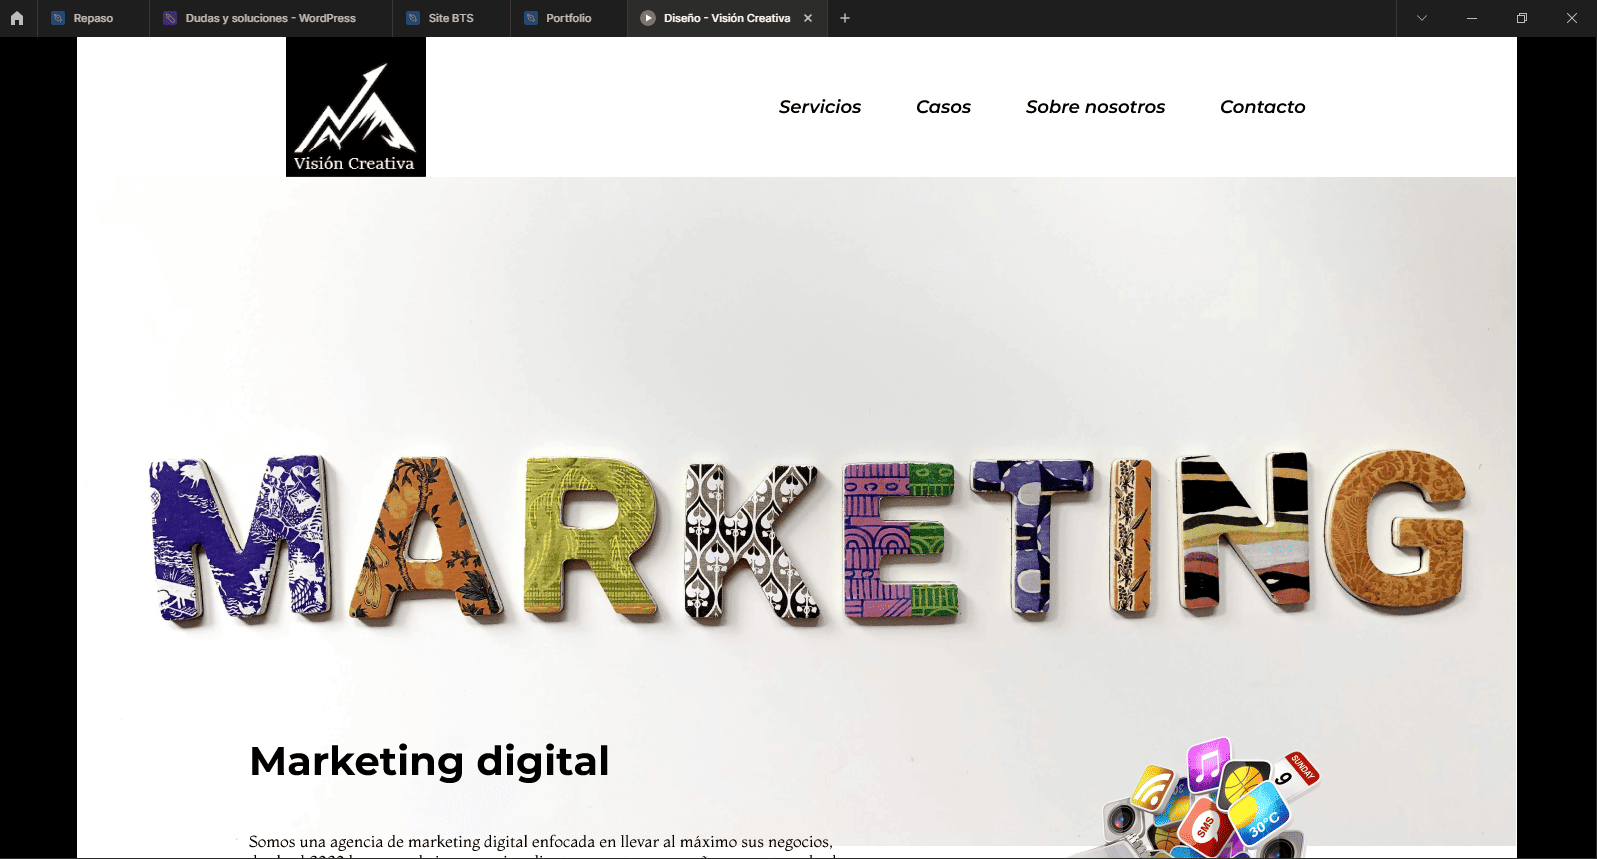 Repaso
Dudas y soluciones - WordPress
Site BTS
Portfolio
Diseño - Visión Creativa
Visión Creativa
Servicios
Casos
Sobre nosotros
Contacto
MARKETING
Marketing digital
SUNDAY
9
SMS
30°C
Somos una agencia de marketing digital enfocada en llevar al máximo sus negocios,